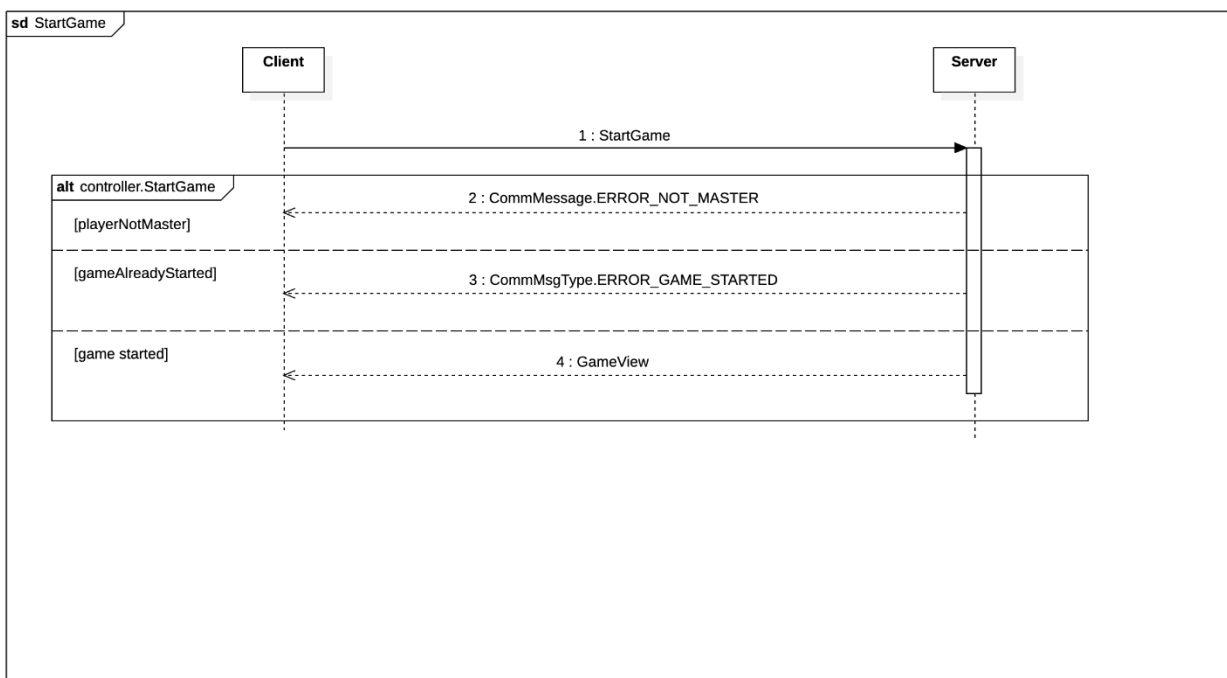 sd StartGame
Client
Server
1 : StartGame
alt controller.StartGame
2 : CommMessage.ERROR_NOT_MASTER
[playerNotMaster]
[gameAlreadyStarted]
3 : CommMsgType.ERROR_GAME_STARTED
[game started]
4 : GameView